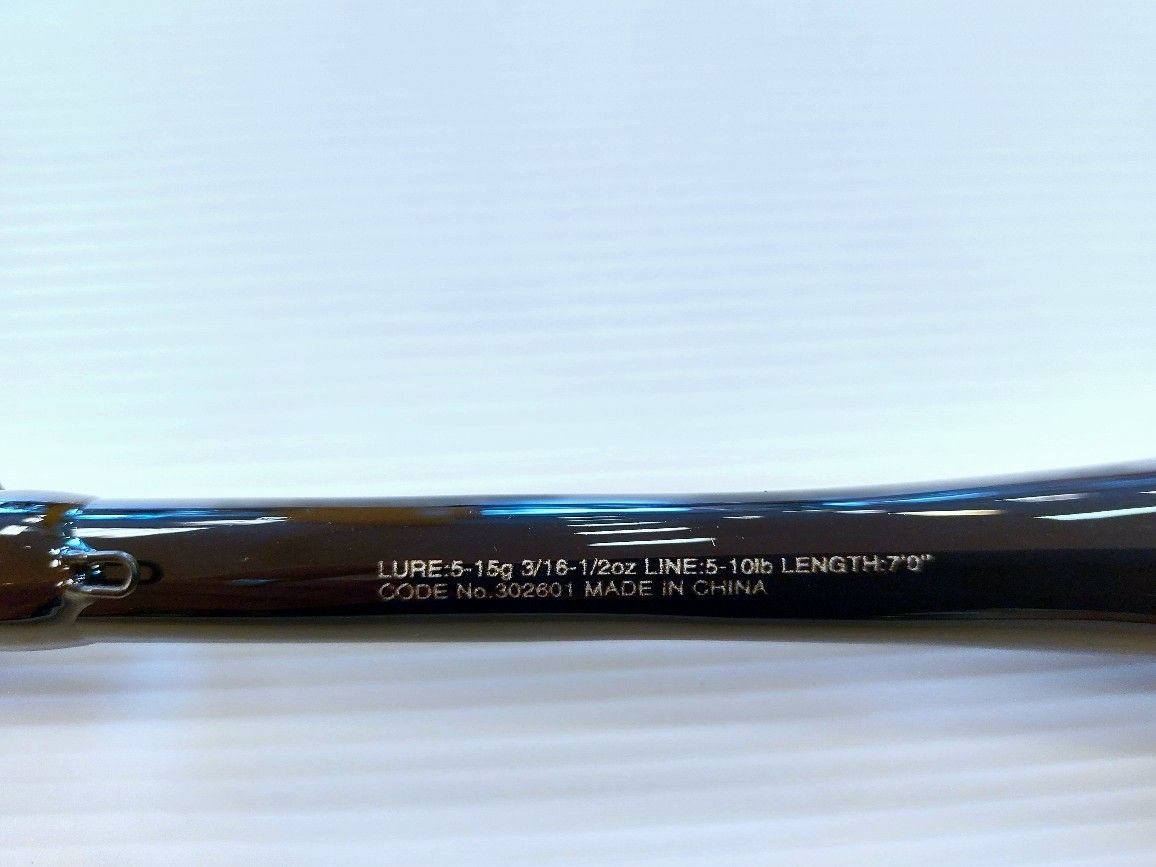 LURE:5-15g 3/16-1/2oz LINE:5-10lb LENGTH:7'0"
CODE No.302601 MADE IN CHINA